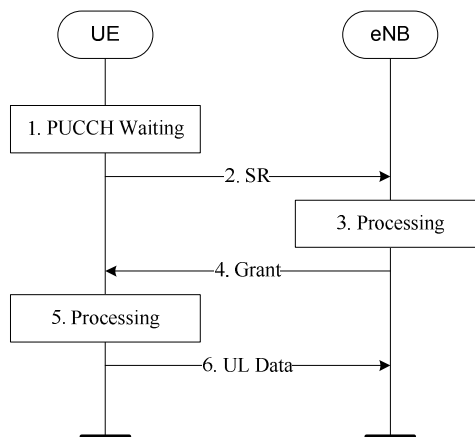 UE
eNB
1. PUCCH Waiting
2. SR
3. Processing
4. Grant
5. Processing
6. UL Data